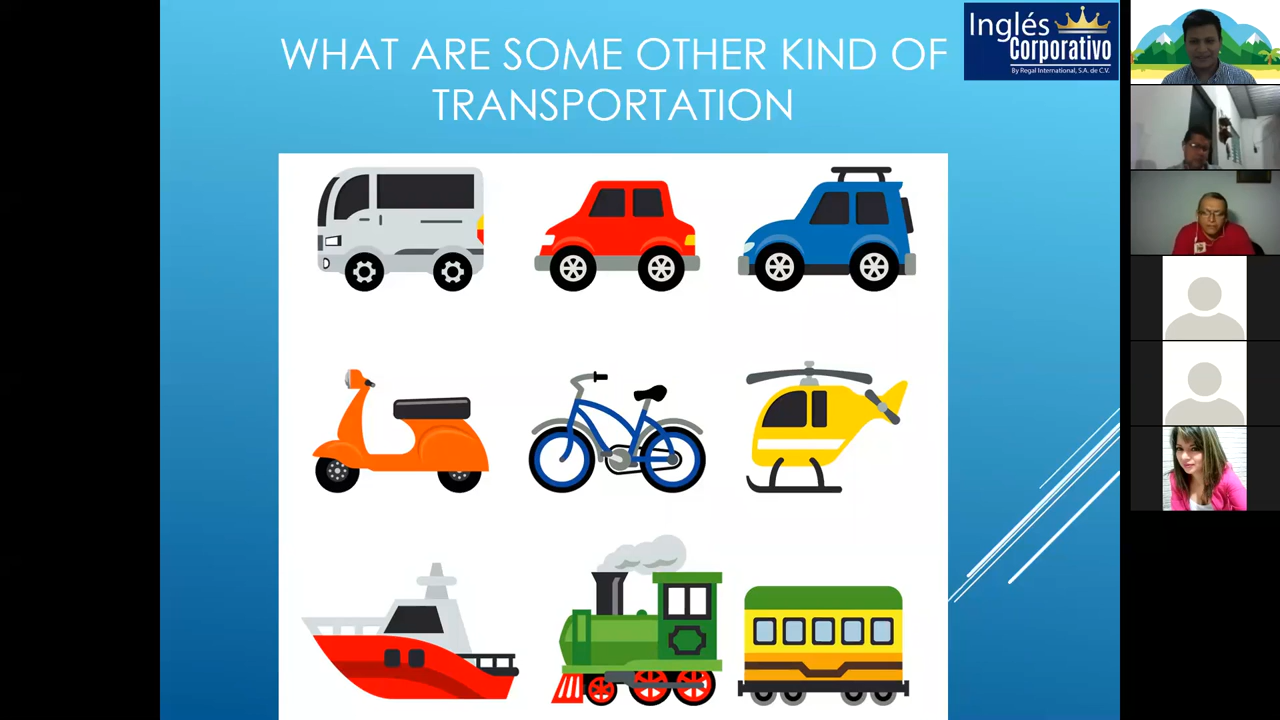 WHAT ARE SOME OTHER KIND OF
TRANSPORTATION
Inglés
Corporativo
By Regal International, S.A. de C.V.